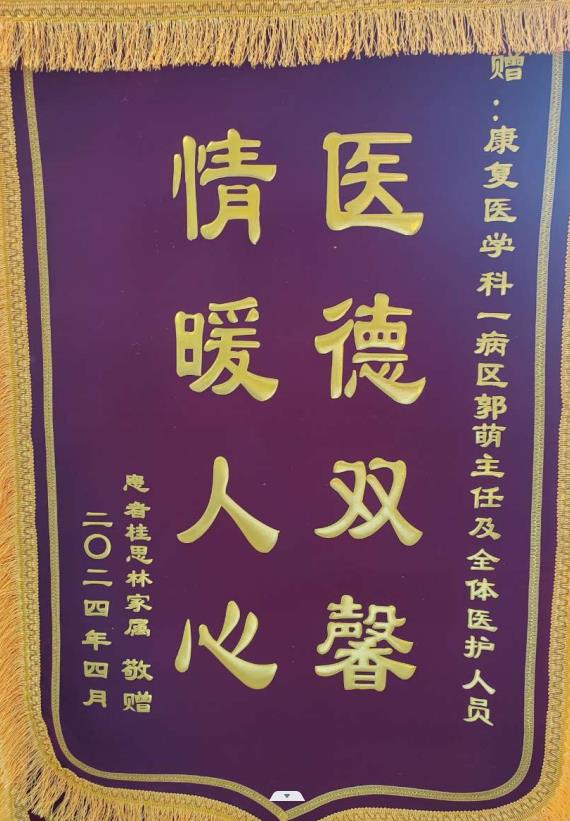 赠：康复医学科一病区郭萌主任及全体医护人员
医德双馨
情暖人心
患者桂思林家属 敬赠
二〇二四年四月